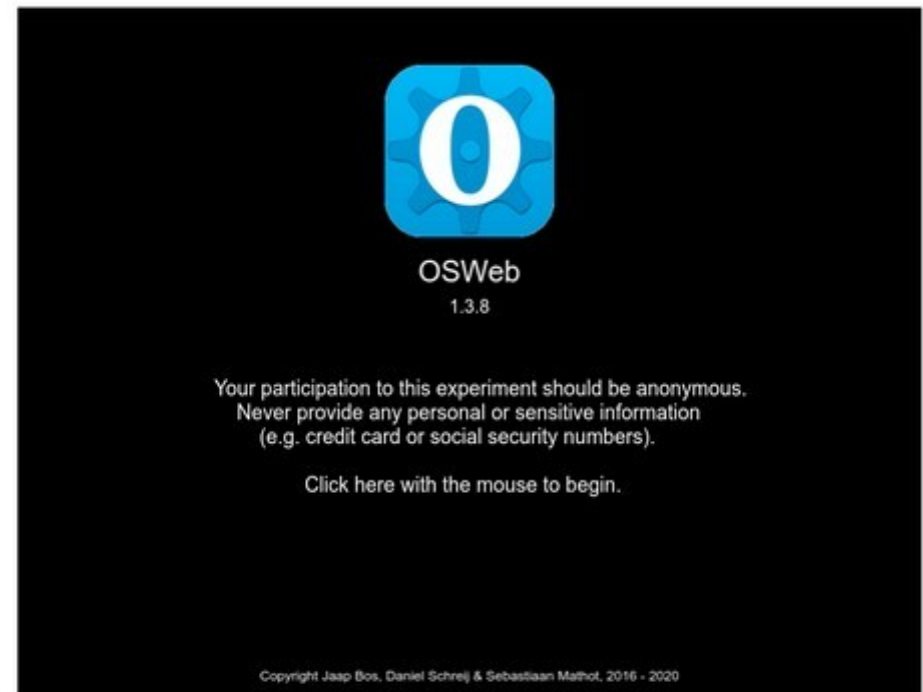 0
OSWeb
1.3.8
Your participation to this experiment should be anonymous.
Never provide any personal or sensitive information
(e.g. credit card or social security numbers).
Click here with the mouse to begin.
Copyright Jaap Bos, Daniel Schreij & Sebastiaan Mathot, 2016 - 2020